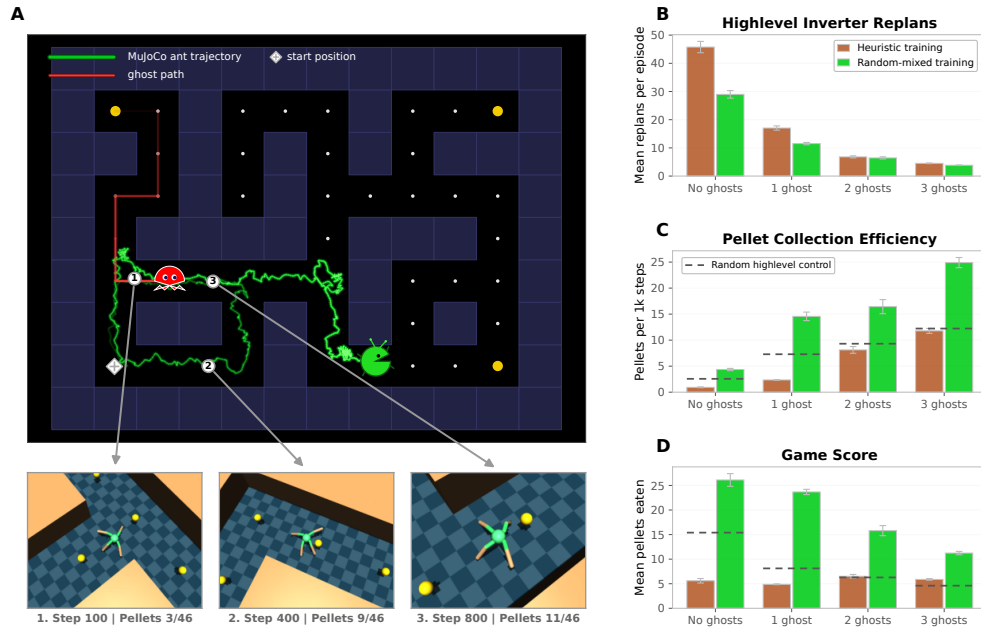 A
MuJoCo ant trajectory
start position
ghost path
1
3
2
1. Step 100 | Pellets 3/46
2. Step 400 | Pellets 9/46
3. Step 800 | Pellets 11/46
B
Highlevel Inverter Replans
Mean replans per episode
50
40
30
20
10
0
Heuristic training
Random-mixed training
No ghosts
1 ghost
2 ghosts
3 ghosts
C
Pellet Collection Efficiency
Pellets per 1k steps
25
20
15
10
5
0
Random highlevel control
No ghosts
1 ghost
2 ghosts
3 ghosts
D
Game Score
Mean pellets eaten
25
20
15
10
5
0
No ghosts
1 ghost
2 ghosts
3 ghosts